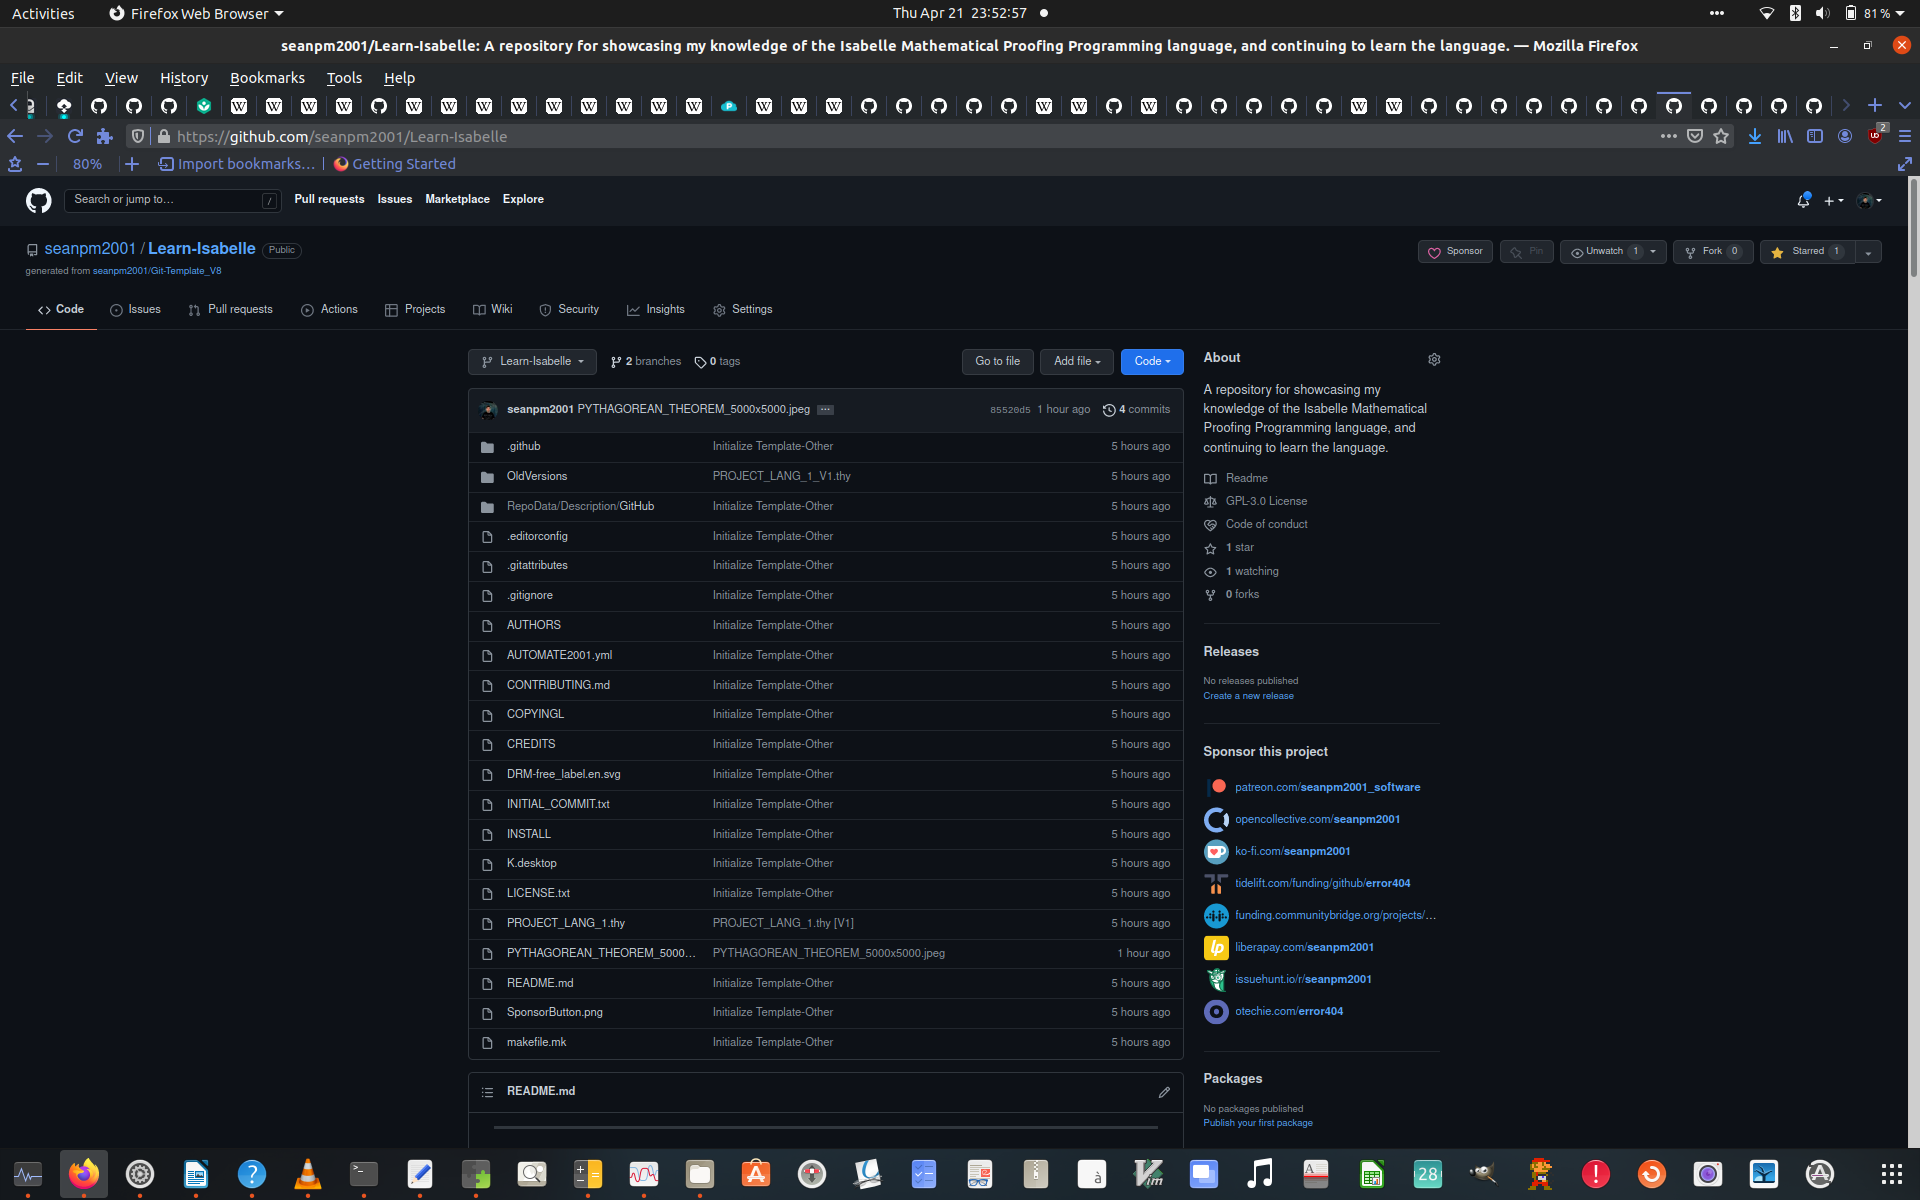 Activities Firefox Web Browser Thu Apr 21 23:52:57 81 %
seanpm2001/Learn-Isabelle: A repository for showcasing my knowledge of the Isabelle Mathematical Proofing Programming language, and continuing to learn the language. — Mozilla Firefox
File Edit View History Bookmarks Tools Help
https://github.com/seanpm2001/Learn-Isabelle 2
80% Import bookmarks... Getting Started
Search or jump to... / Pull requests Issues Marketplace Explore
seanpm2001 / Learn-Isabelle Public Sponsor Pin Unwatch 1 Fork 0 Starred 1
generated from seanpm2001/Git-Template_V8
Code Issues Pull requests Actions Projects Wiki Security Insights Settings
Learn-Isabelle 2 branches 0 tags Go to file Add file Code
seanpm2001 PYTHAGOREAN_THEOREM_5000x5000.jpeg ... 85520d5 1 hour ago 4 commits
.github Initialize Template-Other 5 hours ago
OldVersions PROJECT_LANG_1_V1.thy 5 hours ago
RepoData/Description/GitHub Initialize Template-Other 5 hours ago
.editorconfig Initialize Template-Other 5 hours ago
.gitattributes Initialize Template-Other 5 hours ago
.gitignore Initialize Template-Other 5 hours ago
AUTHORS Initialize Template-Other 5 hours ago
AUTOMATE2001.yml Initialize Template-Other 5 hours ago
CONTRIBUTING.md Initialize Template-Other 5 hours ago
COPYINGL Initialize Template-Other 5 hours ago
CREDITS Initialize Template-Other 5 hours ago
DRM-free_label.en.svg Initialize Template-Other 5 hours ago
INITIAL_COMMIT.txt Initialize Template-Other 5 hours ago
INSTALL Initialize Template-Other 5 hours ago
K.desktop Initialize Template-Other 5 hours ago
LICENSE.txt Initialize Template-Other 5 hours ago
PROJECT_LANG_1.thy PROJECT_LANG_1.thy [V1] 5 hours ago
PYTHAGOREAN_THEOREM_5000... PYTHAGOREAN_THEOREM_5000x5000.jpeg 1 hour ago
README.md Initialize Template-Other 5 hours ago
SponsorButton.png Initialize Template-Other 5 hours ago
makefile.mk Initialize Template-Other 5 hours ago
README.md
About
A repository for showcasing my
knowledge of the Isabelle Mathematical
Proofing Programming language, and
continuing to learn the language.
Readme
GPL-3.0 License
Code of conduct
1 star
1 watching
0 forks
Releases
No releases published
Create a new release
Sponsor this project
patreon.com/seanpm2001_software
opencollective.com/seanpm2001
ko-fi.com/seanpm2001
tidelift.com/funding/github/error404
funding.communitybridge.org/projects/...
liberapay.com/seanpm2001
issuehunt.io/r/seanpm2001
otechie.com/error404
Packages
No packages published
Publish your first package
28